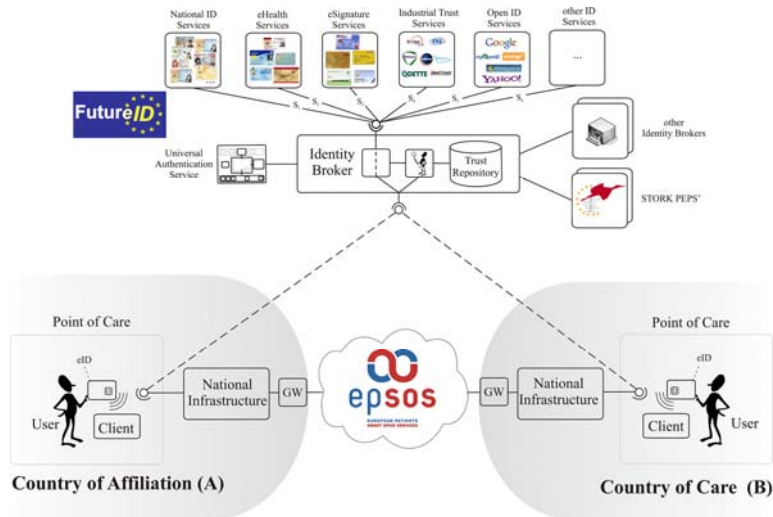 National ID
Services
eHealth
Services
eSignature
Services
Industrial Trust
Services
Open ID
Services
other ID
Services
Google
ODETTE
YAHOO!
...
FutureID
Universal
Authentication
Service
Identity
Broker
Trust
Repository
other
Identity Brokers
STORK PEPS'
Point of Care
eID
User
Client
National
Infrastructure
GW
epsos
EUROPEAN PATIENTS
SMART OPEN SERVICES
GW
National
Infrastructure
Point of Care
eID
Client
User
Country of Affiliation (A)
Country of Care (B)